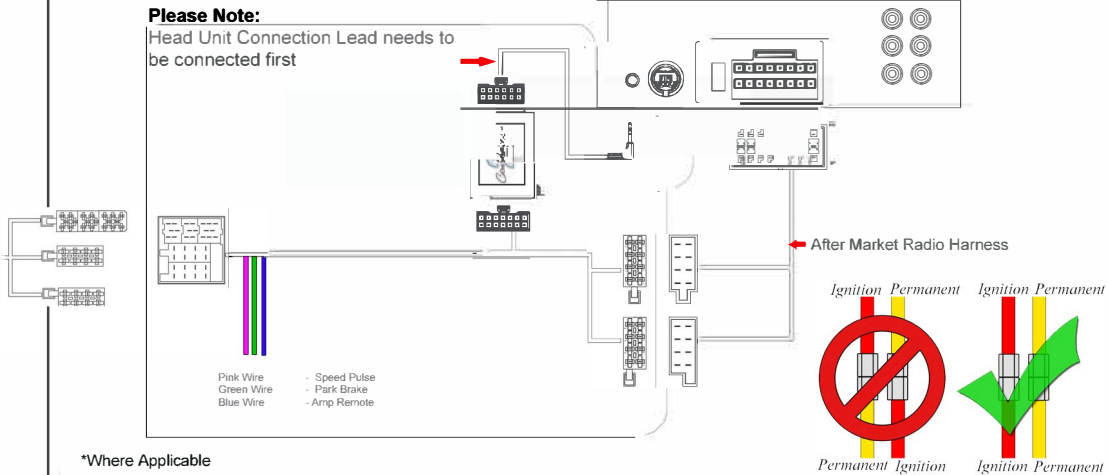 Please Note:
Head Unit Connection Lead needs to
be connected first
After Market Radio Harness
Ignition Permanent Ignition Permanent
Pink Wire - Speed Pulse
Green Wire - Park Brake
Blue Wire - Amp Remote
*Where Applicable
Permanent Ignition Ignition Permanent